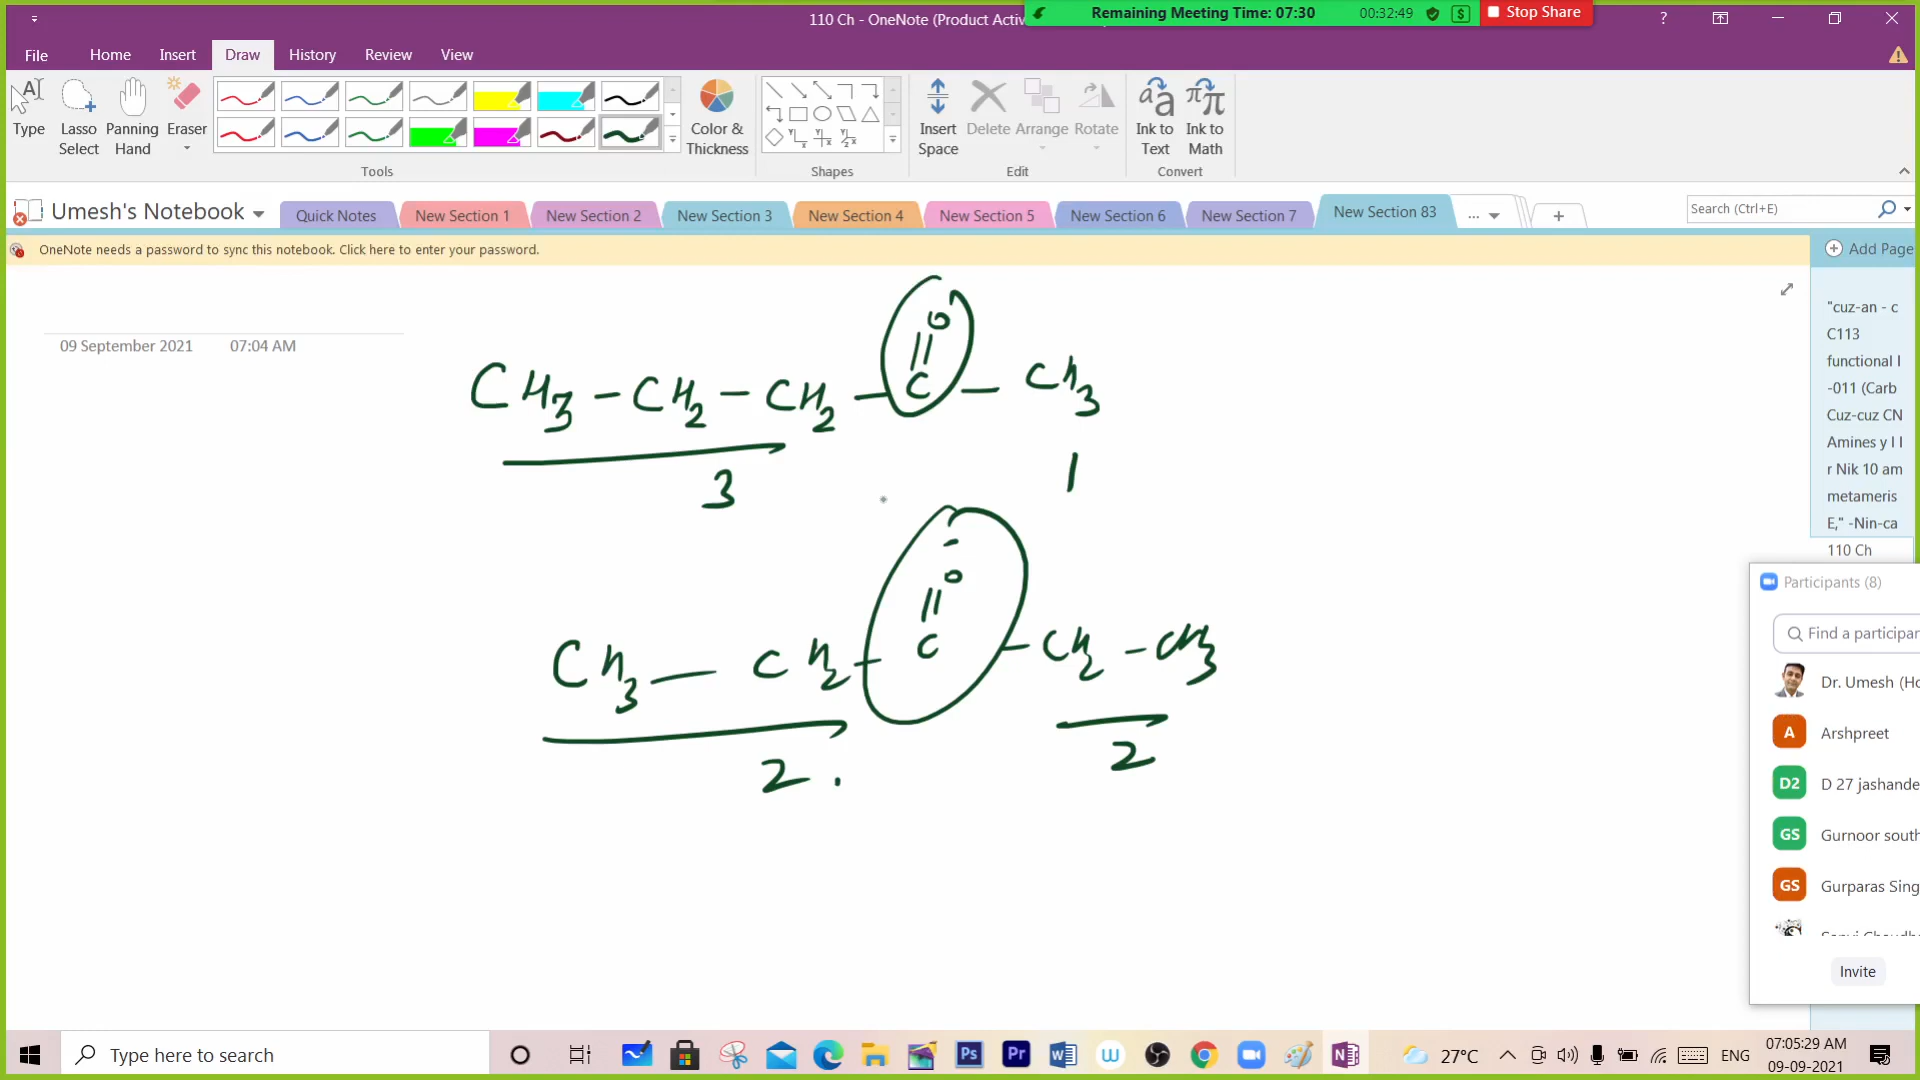 110 Ch - OneNote (Product Activ
Remaining Meeting Time: 07:30
00:32:49
Stop Share
File
Home
Insert
Draw
History
Review
View
Type
Lasso Select
Panning Hand
Eraser
Color & Thickness
Insert Space
Delete
Arrange
Rotate
Ink to Text
Ink to Math
Tools
Shapes
Edit
Convert
Umesh's Notebook
Quick Notes
New Section 1
New Section 2
New Section 3
New Section 4
New Section 5
New Section 6
New Section 7
New Section 83
...
Search (Ctrl+E)
OneNote needs a password to sync this notebook. Click here to enter your password.
Add Page
09 September 2021 07:04 AM
O
||
CH3 - CH2 - CH2 - C - CH3
3 1
O
||
CH3 - CH2 - C - CH2 - CH3
2 . 2
"cuz-an - c
C113
functional I
-011 (Carb
Cuz-cuz CN
Amines y I I
r Nik 10 am
metameris
E," -Nin-ca
110 Ch
Participants (8)
Find a participan
Dr. Umesh (Ho
A Arshpreet
D2 D 27 jashande
GS Gurnoor south
GS Gurparas Sing
Invite
Type here to search
27°C
ENG
07:05:29 AM
09-09-2021